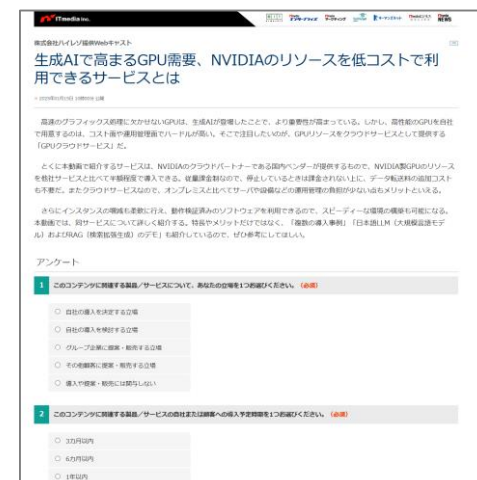 ITmedia Inc.
NEWS
株式会社ハイレゾ提供Webキャスト
生成AIで高まるGPU需要、NVIDIAのリソースを低コストで利
用できるサービスとは
高速のグラフィックス処理に欠かせないGPUは、生成AIが登場したことで、より重要性が高まっている。しかし、高性能のGPUを自社
で用意するのは、コスト面や運用管理面でハードルが高い。そこで注目したいのが、GPUリソースをクラウドサービスとして提供する
「GPUクラウドサービス」だ。
とくに本動画で紹介するサービスは、NVIDIAのクラウドパートナーである国内ベンダーが提供するもので、NVIDIA製GPUのリソース
を他社サービスと比べて半額程度で導入できる。従量課金制なので、停止しているときは課金されない上に、データ転送料の追加コスト
も不要だ。またクラウドサービスなので、オンプレミスと比べてサーバや設備などの運用管理の負担が少ない点もメリットといえる。
さらにインスタンスの増減も柔軟に行え、動作検証済みのソフトウェアを利用できるので、スピーディーな環境の構築も可能になる。
本動画では、同サービスについて詳しく紹介する。特長やメリットだけではなく、「複数の導入事例」「日本語LLM（大規模言語モデ
ル）およびRAG（検索拡張生成）のデモ」も紹介しているので、ぜひ参考にしてほしい。
アンケート
1 このコンテンツに関連する製品／サービスについて、あなたの立場を1つお選びください。（必須）
自社の導入を決定する立場
自社の導入を検討する立場
グループ企業に提案・販売する立場
その他顧客に提案・販売する立場
導入や提案・販売には関与しない
2 このコンテンツに関連する製品／サービスの自社または顧客への導入予定時期を1つお選びください。（必須）
3カ月以内
6カ月以内
1年以内